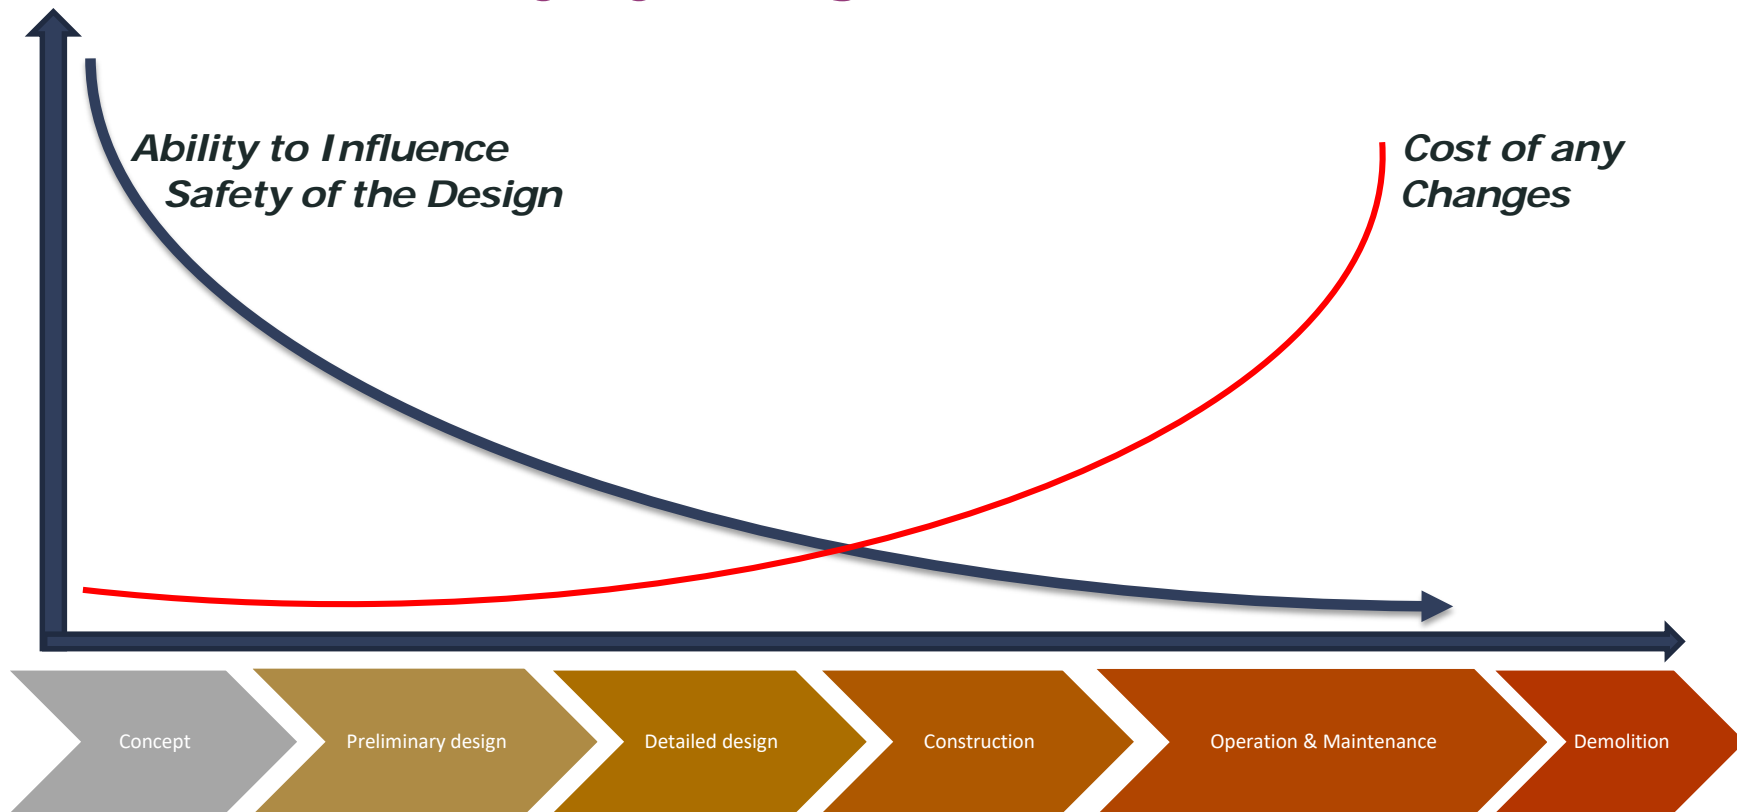 Ability to Influence
Safety of the Design
Cost of any
Changes
Concept
Preliminary design
Detailed design
Construction
Operation & Maintenance
Demolition